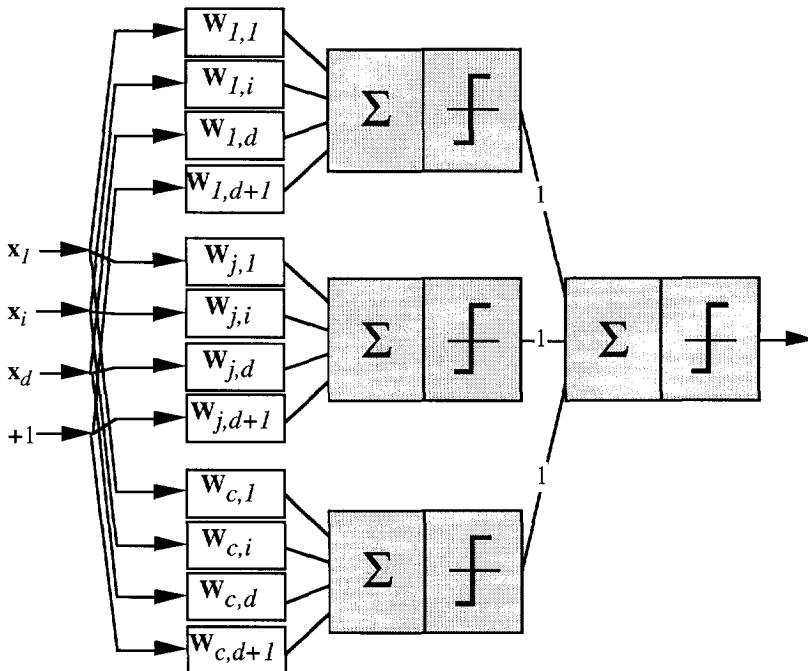 W1,1
W1,i
W1,d
W1,d+1
Σ
1
x1
xi
xd
+1
Wj,1
Wj,i
Wj,d
Wj,d+1
Σ
1
Σ
Wc,1
Wc,i
Wc,d
Wc,d+1
Σ
1